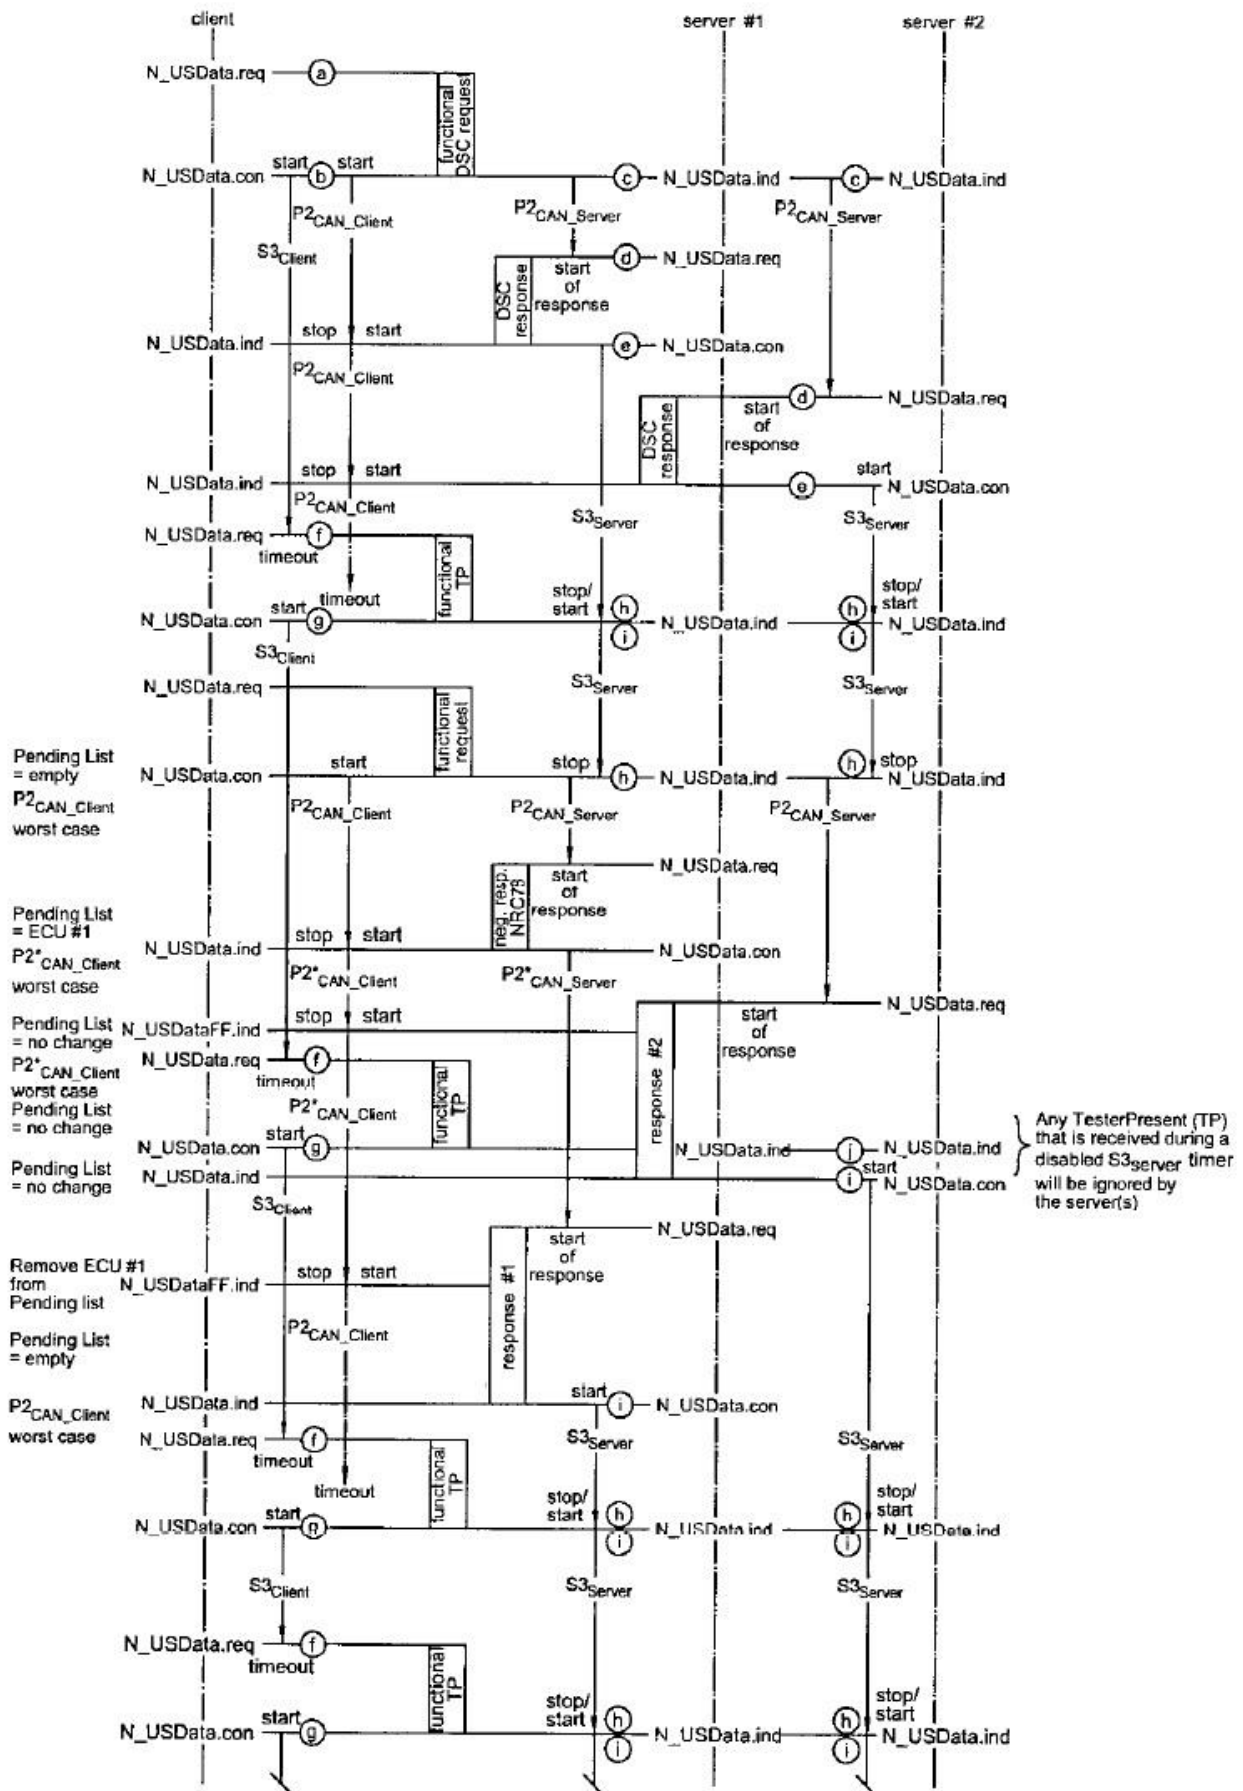 client
server #1
server #2
N_USData.req
a
functional
DSC request
N_USData.con
start
b
start
c
N_USData.ind
c
N_USData.ind
P2CAN_Client
P2CAN_Server
P2CAN_Server
S3Client
DSC
response
start
of
response
d
N_USData.req
N_USData.ind
stop
start
e
N_USData.con
P2CAN_Client
DSC
response
d
N_USData.req
start
of
response
N_USData.ind
stop
start
e
start
N_USData.con
P2CAN_Client
S3Server
S3Server
N_USData.req
f
timeout
functional
TP
timeout
N_USData.con
start
g
stop/
start
h
i
N_USData.ind
h
i
stop/
start
N_USData.ind
S3Client
S3Server
S3Server
N_USData.req
functional
request
Pending List
= empty
P2CAN_Client
worst case
N_USData.con
start
stop
h
N_USData.ind
h
stop
N_USData.ind
P2CAN_Client
P2CAN_Server
P2CAN_Server
neg. resp.
NRC78
start
of
response
N_USData.req
Pending List
= ECU #1
P2*CAN_Client
worst case
N_USData.ind
stop
start
N_USData.con
P2*CAN_Client
P2*CAN_Server
N_USData.req
start
of
response
response #2
Pending List
= no change
P2*CAN_Client
worst case
N_USDataFF.ind
stop
start
N_USData.req
f
timeout
functional
TP
P2*CAN_Client
Pending List
= no change
N_USData.con
start
g
N_USData.ind
j
N_USData.ind
Any TesterPresent (TP)
that is received during a
disabled S3server timer
will be ignored by
the server(s)
Pending List
= no change
N_USData.ind
i
start
N_USData.con
S3Client
response #1
start
of
response
N_USData.req
Remove ECU #1
from
Pending list
N_USDataFF.ind
stop
start
P2CAN_Client
Pending List
= empty
P2CAN_Client
worst case
N_USData.ind
start
i
N_USData.con
N_USData.req
f
timeout
functional
TP
S3Server
S3Server
timeout
N_USData.con
start
g
stop/
start
h
i
N_USData.ind
h
i
stop/
start
N_USData.ind
S3Client
S3Server
S3Server
N_USData.req
f
timeout
functional
TP
N_USData.con
start
g
stop/
start
h
i
N_USData.ind
h
i
stop/
start
N_USData.ind